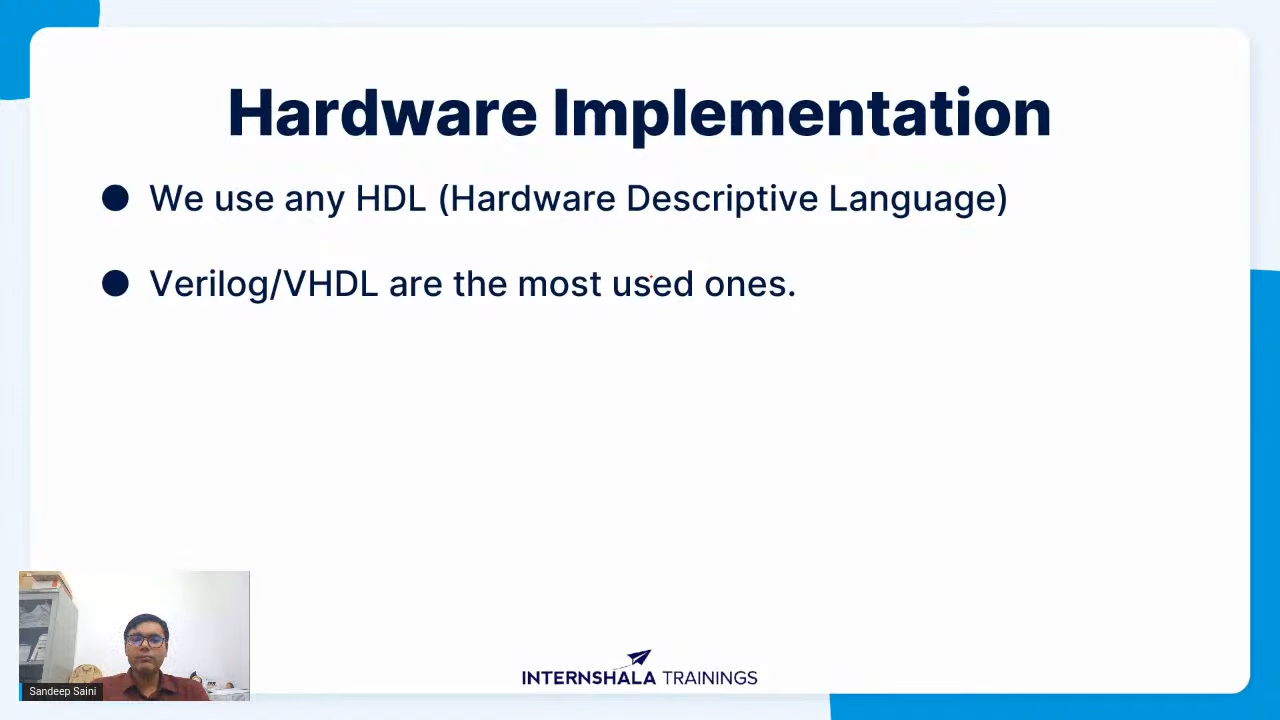 Hardware Implementation
● We use any HDL (Hardware Descriptive Language)
● Verilog/VHDL are the most used ones.
Sandeep Saini
INTERNSHALA TRAININGS